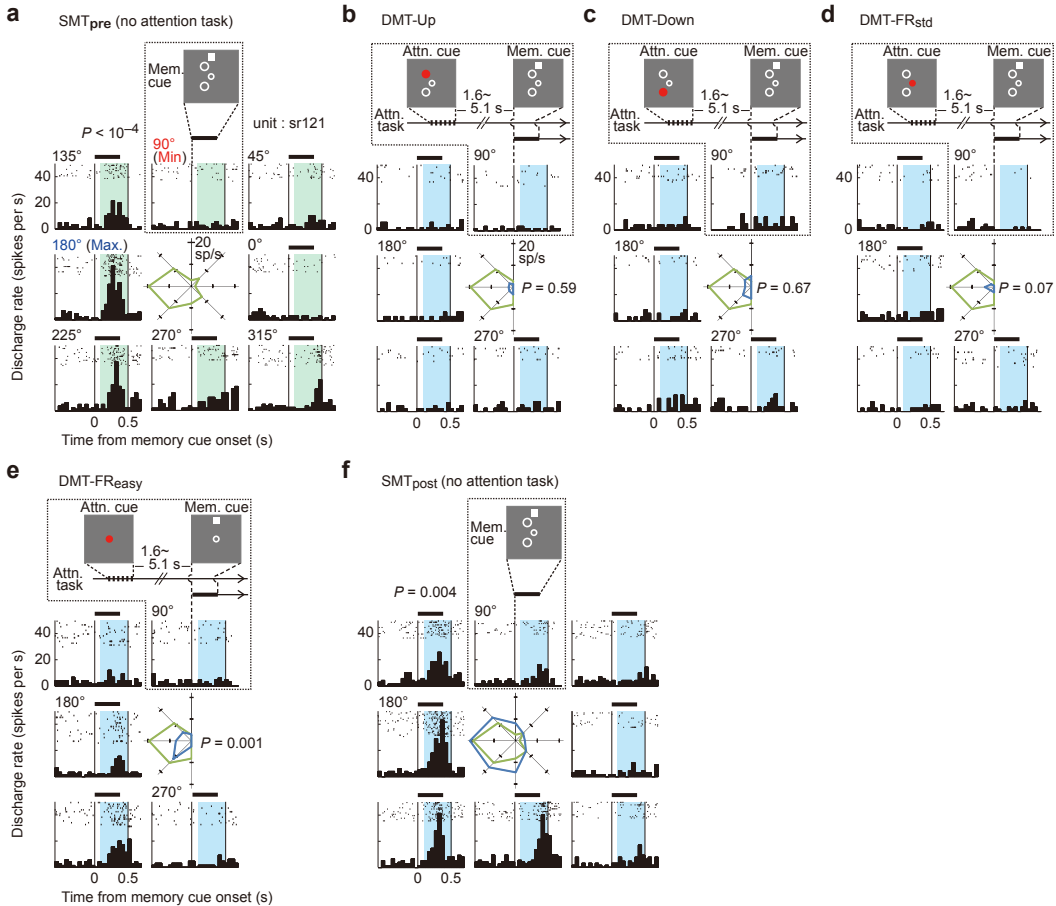 a
SMTpre (no attention task)
Mem. cue
P < 10⁻⁴
90° (Min)
unit : sr121
135°
45°
40
20
0
180° (Max.)
20 sp/s
0°
225°
270°
315°
0
0.5
Discharge rate (spikes per s)
Time from memory cue onset (s)
b
DMT-Up
Attn. cue
Mem. cue
1.6~
5.1 s
Attn. task
90°
40
0
180°
20 sp/s
P = 0.59
270°
c
DMT-Down
Attn. cue
Mem. cue
1.6~
5.1 s
Attn. task
90°
40
0
180°
P = 0.67
270°
0
0.5
d
DMT-FRstd
Attn. cue
Mem. cue
1.6~
5.1 s
Attn. task
90°
40
0
180°
P = 0.07
270°
e
DMT-FReasy
Attn. cue
Mem. cue
1.6~
5.1 s
Attn. task
90°
40
20
0
180°
P = 0.001
270°
0
0.5
Discharge rate (spikes per s)
Time from memory cue onset (s)
f
SMTpost (no attention task)
Mem. cue
P = 0.004
90°
40
0
180°
0
0.5